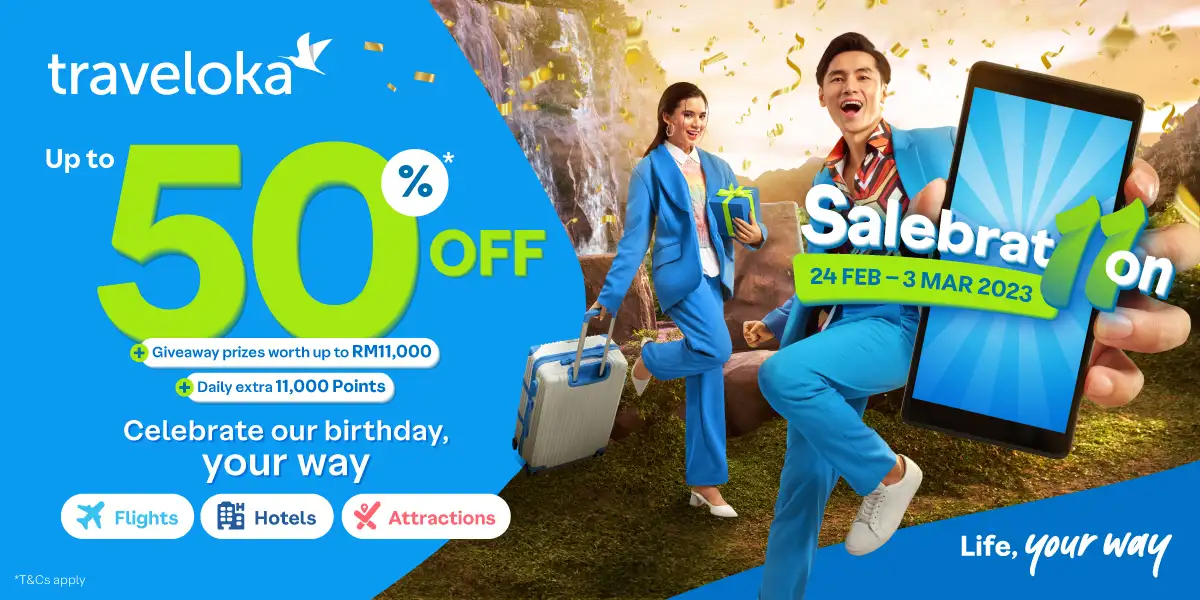 traveloka
Up to
50%*
OFF
Giveaway prizes worth up to RM11,000
Daily extra 11,000 Points
Celebrate our birthday,
your way
Flights
Hotels
Attractions
*T&Cs apply
Salebrat11on
24 FEB – 3 MAR 2023
Life, your way